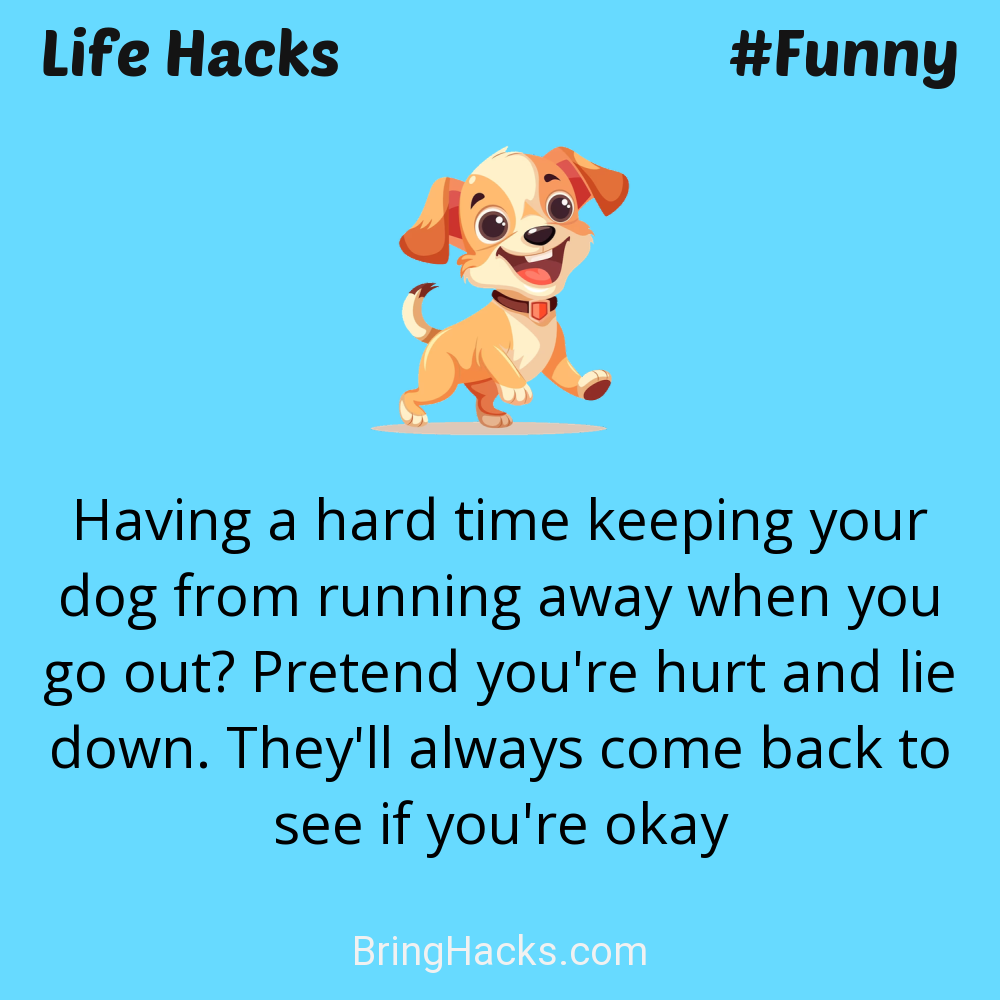 Life Hacks
#Funny
Having a hard time keeping your
dog from running away when you
go out? Pretend you're hurt and lie
down. They'll always come back to
see if you're okay
BringHacks.com